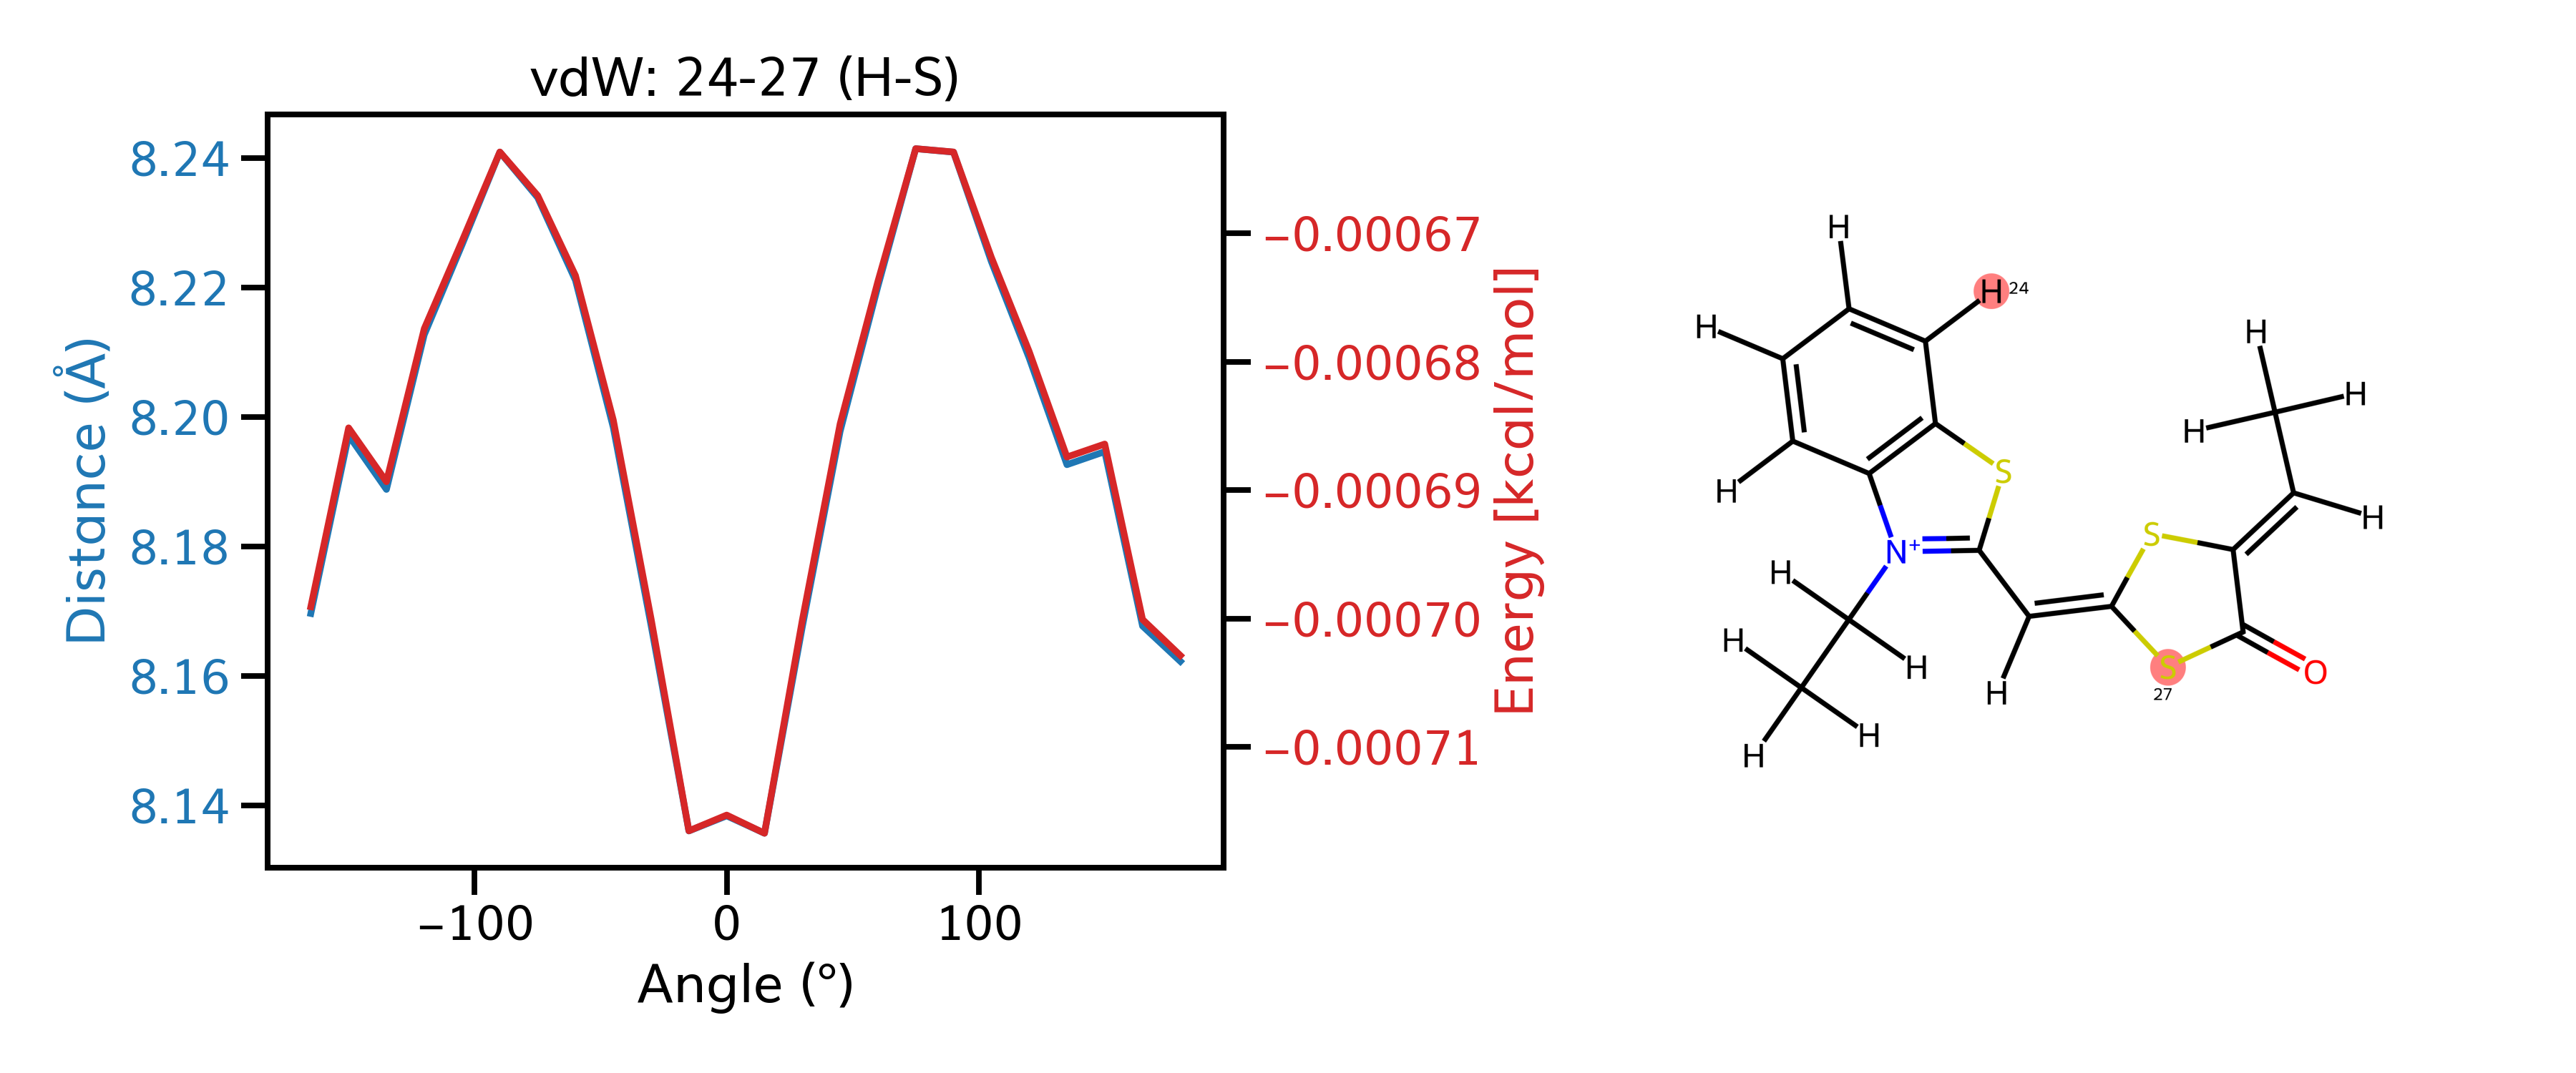 vdW: 24-27 (H-S)
Distance (Å)
8.24
8.22
8.20
8.18
8.16
8.14
−100
0
100
Angle (°)
−0.00067
−0.00068
−0.00069
−0.00070
−0.00071
Energy [kcal/mol]
H
H 24
H
H
H
H
S
H
H
S
H
N+
H
H
H
H
S
27
O
H
H
H